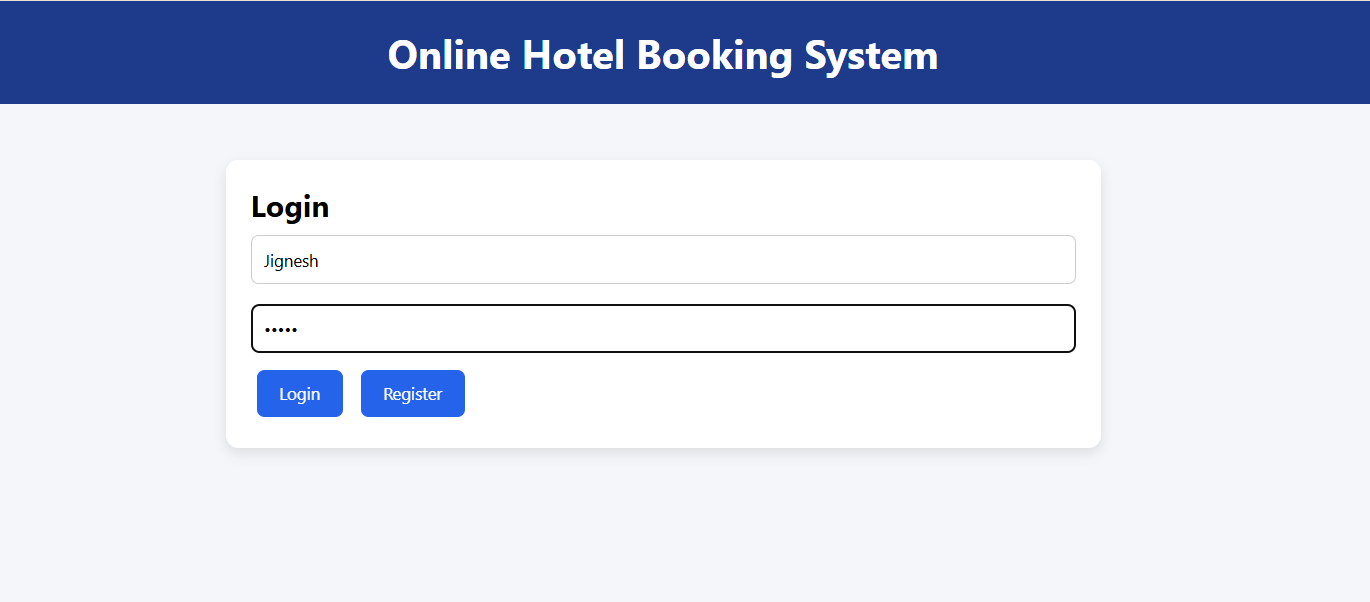 Online Hotel Booking System
Login
Jignesh
•••••
Login Register